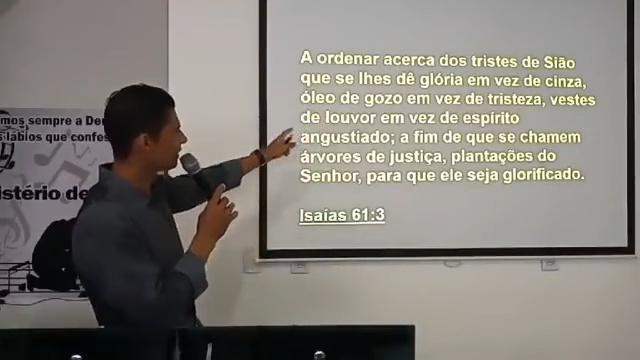 mos sempre a De
s lábios que confes
stério de
A ordenar acerca dos tristes de Sião
que se lhes dê glória em vez de cinza,
óleo de gozo em vez de tristeza, vestes
de louvor em vez de espírito
angustiado; a fim de que se chamem
árvores de justiça, plantações do
Senhor, para que ele seja glorificado.
Isaías 61:3